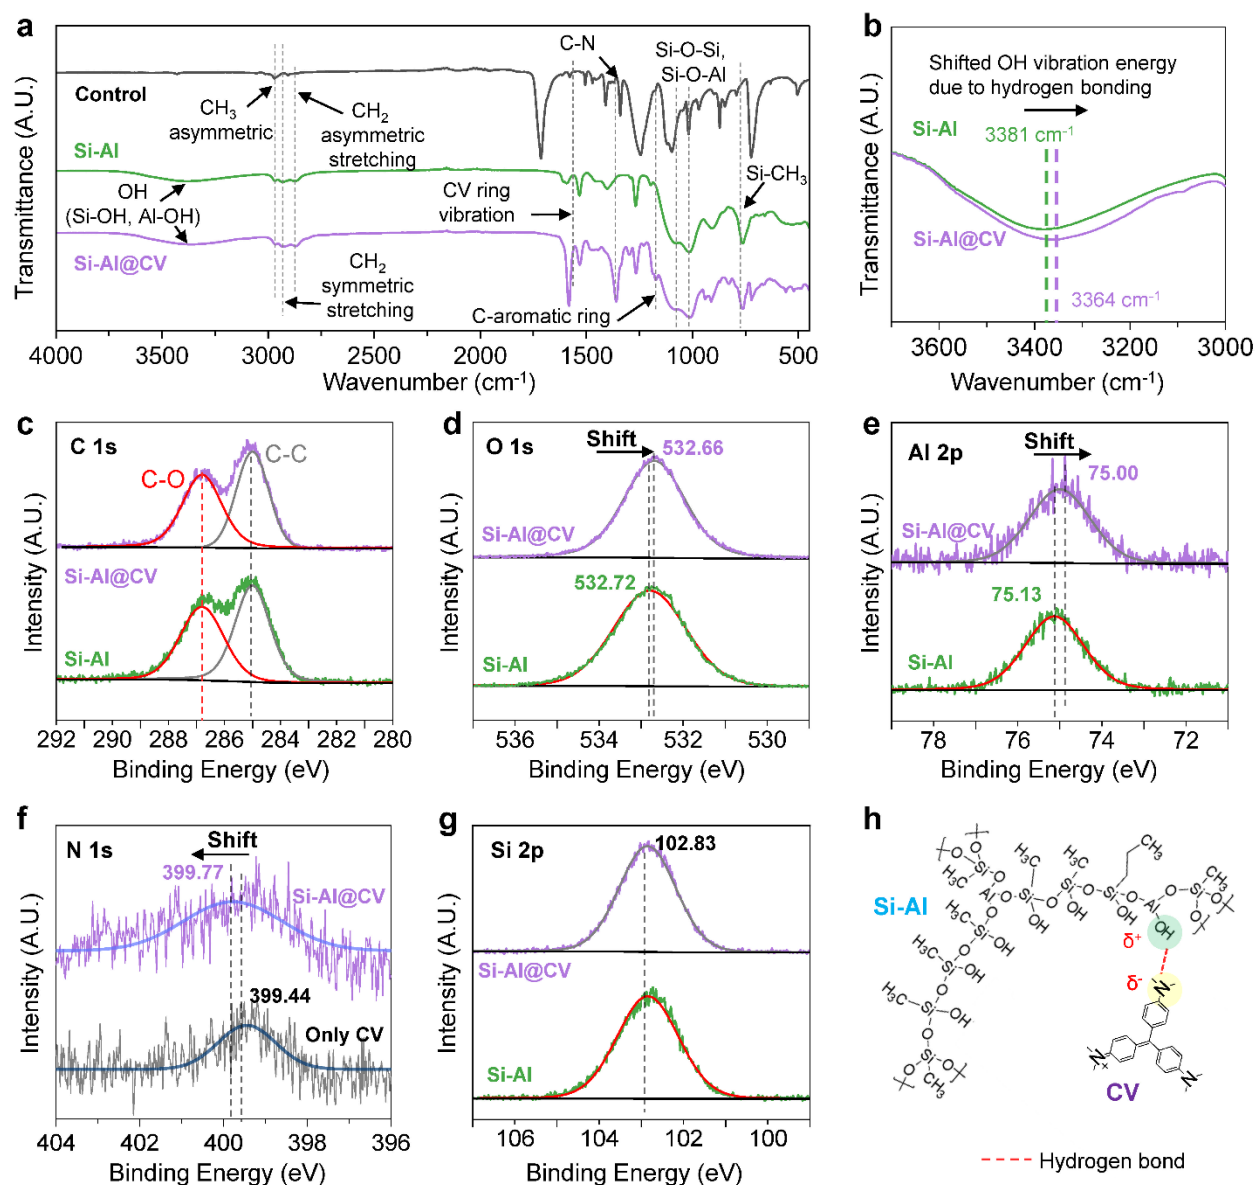 a
Transmittance (A.U.)
Control
Si-Al
Si-Al@CV
CH3
asymmetric
CH2
asymmetric
stretching
C-N
Si-O-Si,
Si-O-Al
OH
(Si-OH, Al-OH)
CV ring
vibration
Si-CH3
CH2
symmetric
stretching
C-aromatic ring
4000 3500 3000 2500 2000 1500 1000 500
Wavenumber (cm-1)
b
Transmittance (A.U.)
Shifted OH vibration energy
due to hydrogen bonding
Si-Al
3381 cm-1
Si-Al@CV
3364 cm-1
3600 3400 3200 3000
Wavenumber (cm-1)
c
C 1s
Intensity (A.U.)
C-O
C-C
Si-Al@CV
Si-Al
292 290 288 286 284 282 280
Binding Energy (eV)
d
O 1s
Intensity (A.U.)
Shift
532.66
Si-Al@CV
532.72
Si-Al
536 534 532 530
Binding Energy (eV)
e
Al 2p
Intensity (A.U.)
Shift
75.00
Si-Al@CV
75.13
Si-Al
78 76 74 72
Binding Energy (eV)
f
N 1s
Intensity (A.U.)
Shift
399.77
Si-Al@CV
399.44
Only CV
404 402 400 398 396
Binding Energy (eV)
g
Si 2p
Intensity (A.U.)
102.83
Si-Al@CV
Si-Al
106 104 102 100
Binding Energy (eV)
h
Si-Al
δ+
δ-
CV
Hydrogen bond